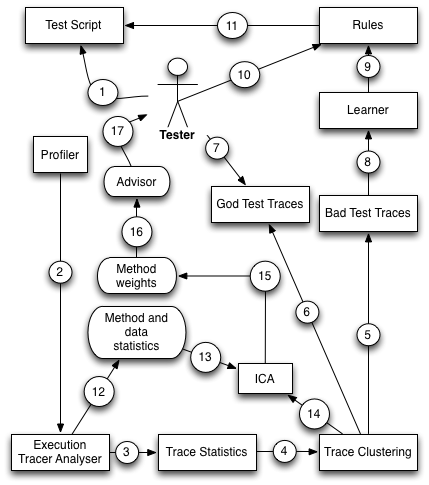 Test Script
11
Rules
1
10
9
Tester
17
7
Learner
Profiler
Advisor
8
God Test Traces
Bad Test Traces
16
2
Method
weights
15
6
5
Method and
data
statistics
13
12
ICA
14
Execution
Tracer Analyser
3
Trace Statistics
4
Trace Clustering